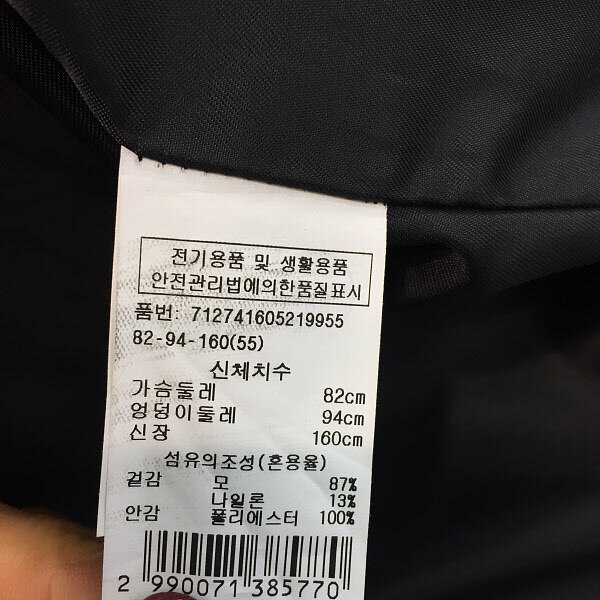 전기용품 및 생활용품
안전관리법에의한품질표시
품번: 712741605219955
82-94-160(55)
신체치수
가슴둘레 82cm
엉덩이둘레 94cm
신장 160cm
섬유의조성(혼용율)
겉감 모 87%
나일론 13%
안감 폴리에스터 100%
2 990071 385770